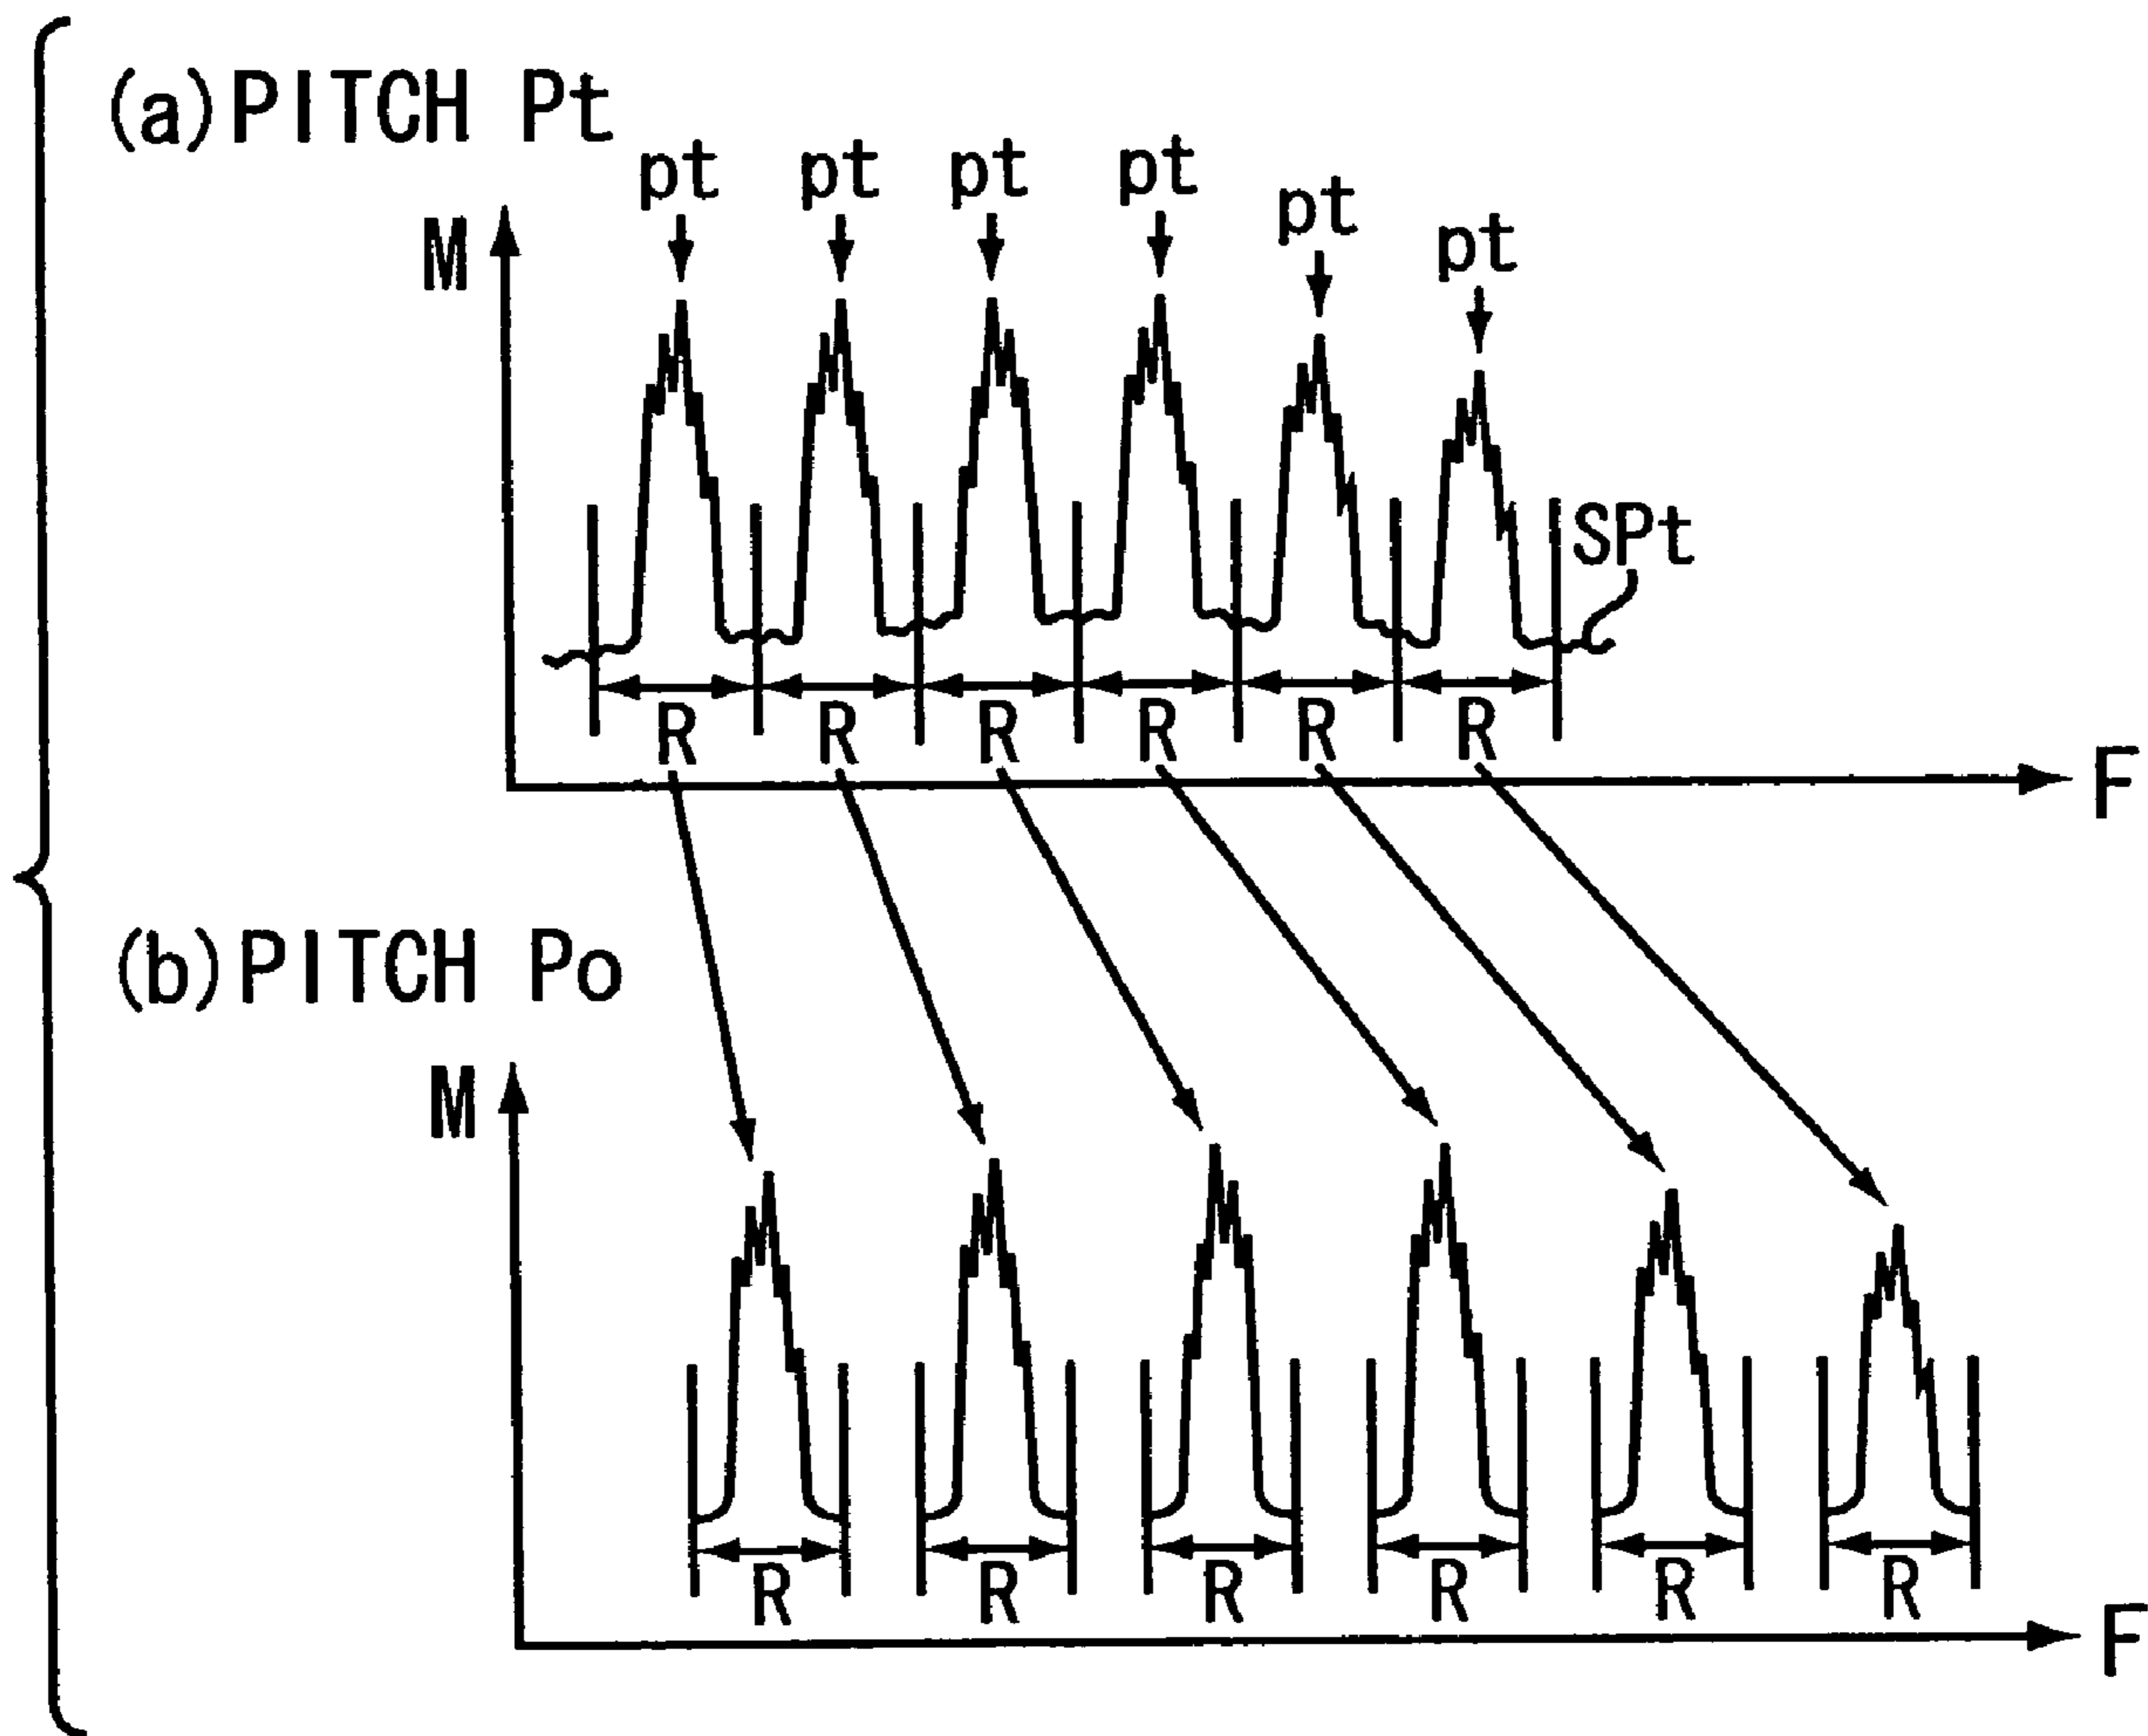 (a)PITCH Pt
pt pt pt pt pt pt
M
SPt
R R R R R R
F
(b)PITCH Po
M
R R R R R R
F